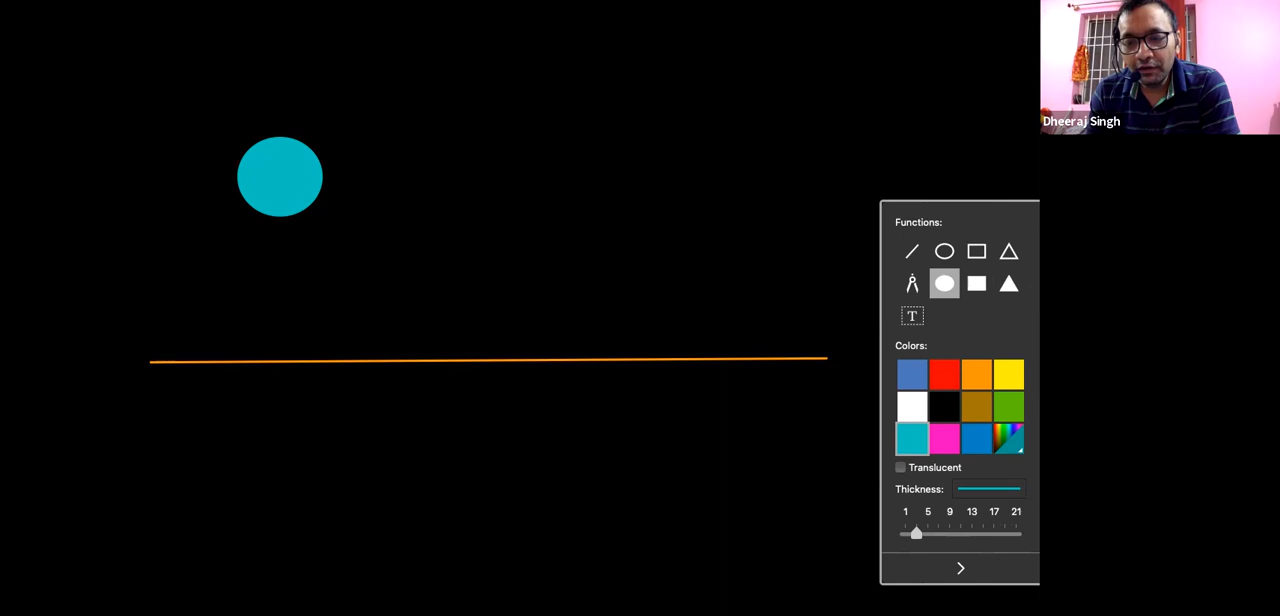 Dheeraj Singh
Functions:
T
Colors:
Translucent
Thickness:
1 5 9 13 17 21